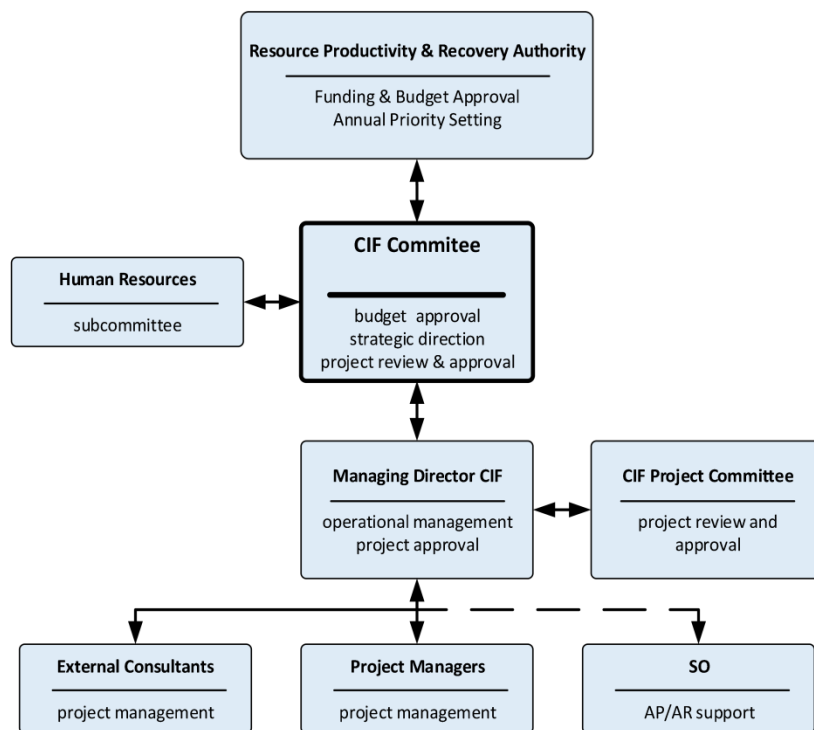 Resource Productivity & Recovery Authority
Funding & Budget Approval
Annual Priority Setting
CIF Commitee
budget approval
strategic direction
project review & approval
Human Resources
subcommittee
Managing Director CIF
operational management
project approval
CIF Project Committee
project review and
approval
External Consultants
project management
Project Managers
project management
SO
AP/AR support